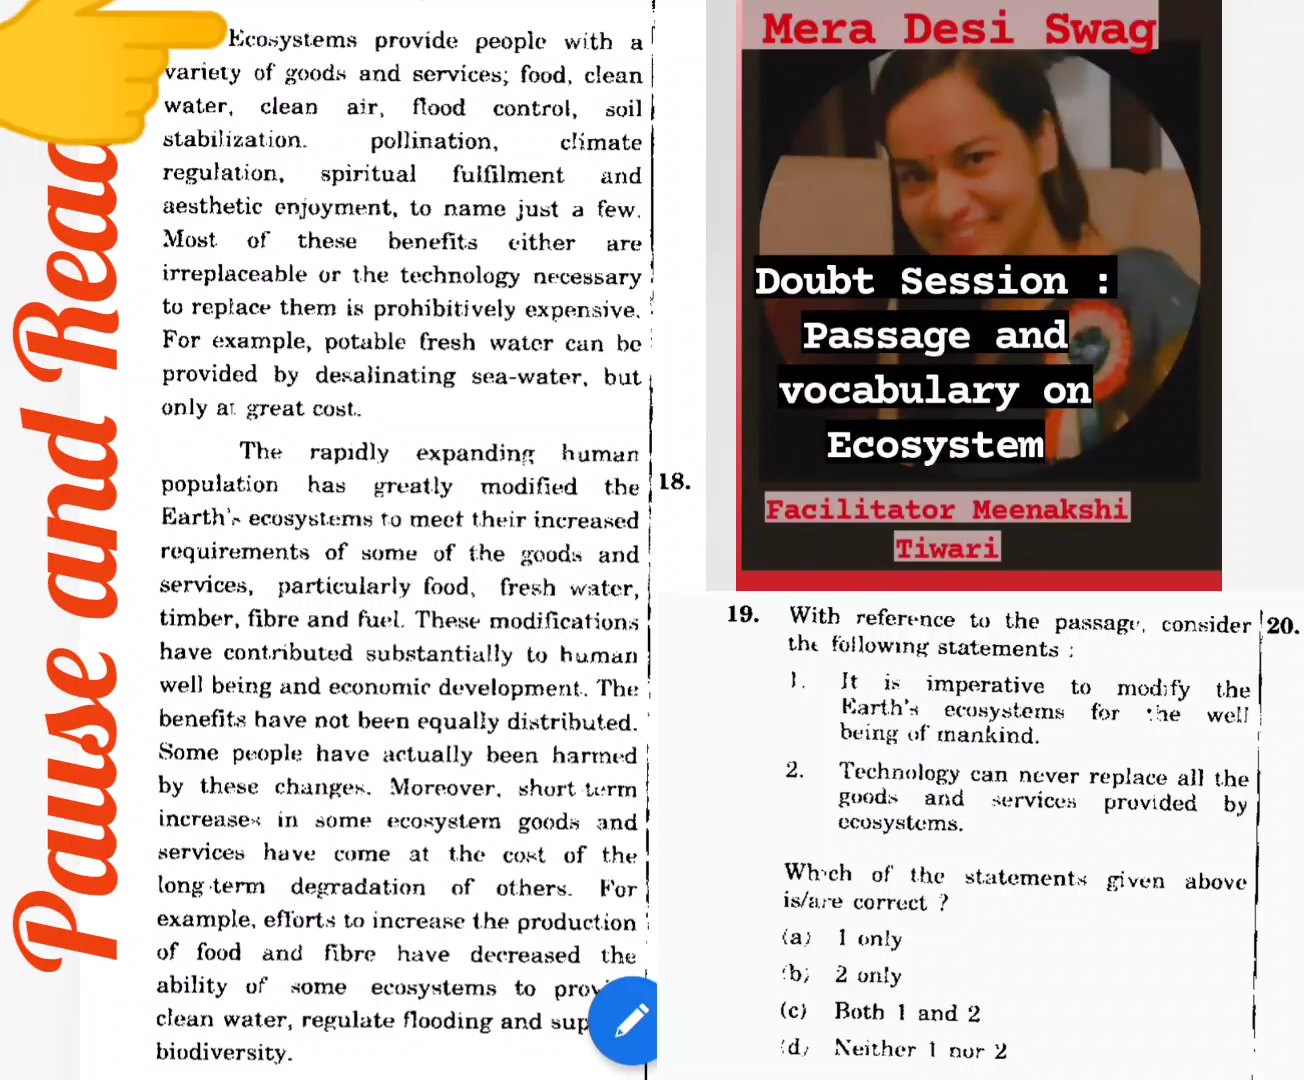 Pause and Read
Ecosystems provide people with a
variety of goods and services; food, clean
water, clean air, flood control, soil
stabilization. pollination, climate
regulation, spiritual fulfilment and
aesthetic enjoyment, to name just a few.
Most of these benefits either are
irreplaceable or the technology necessary
to replace them is prohibitively expensive.
For example, potable fresh water can be
provided by desalinating sea-water, but
only at great cost.
The rapidly expanding human
population has greatly modified the
Earth's ecosystems to meet their increased
requirements of some of the goods and
services, particularly food, fresh water,
timber, fibre and fuel. These modifications
have contributed substantially to human
well being and economic development. The
benefits have not been equally distributed.
Some people have actually been harmed
by these changes. Moreover, short-term
increases in some ecosystem goods and
services have come at the cost of the
long-term degradation of others. For
example, efforts to increase the production
of food and fibre have decreased the
ability of some ecosystems to
clean water, regulate flooding and
biodiversity.
18.
Mera Desi Swag
Doubt Session :
Passage and
vocabulary on
Ecosystem
Facilitator Meenakshi
Tiwari
19. With reference to the passage, consider
the following statements :
1. It is imperative to modify the
Earth's ecosystems for the well
being of mankind.
2. Technology can never replace all the
goods and services provided by
ecosystems.
Which of the statements given above
is/are correct ?
(a) 1 only
(b) 2 only
(c) Both 1 and 2
(d) Neither 1 nor 2
20.